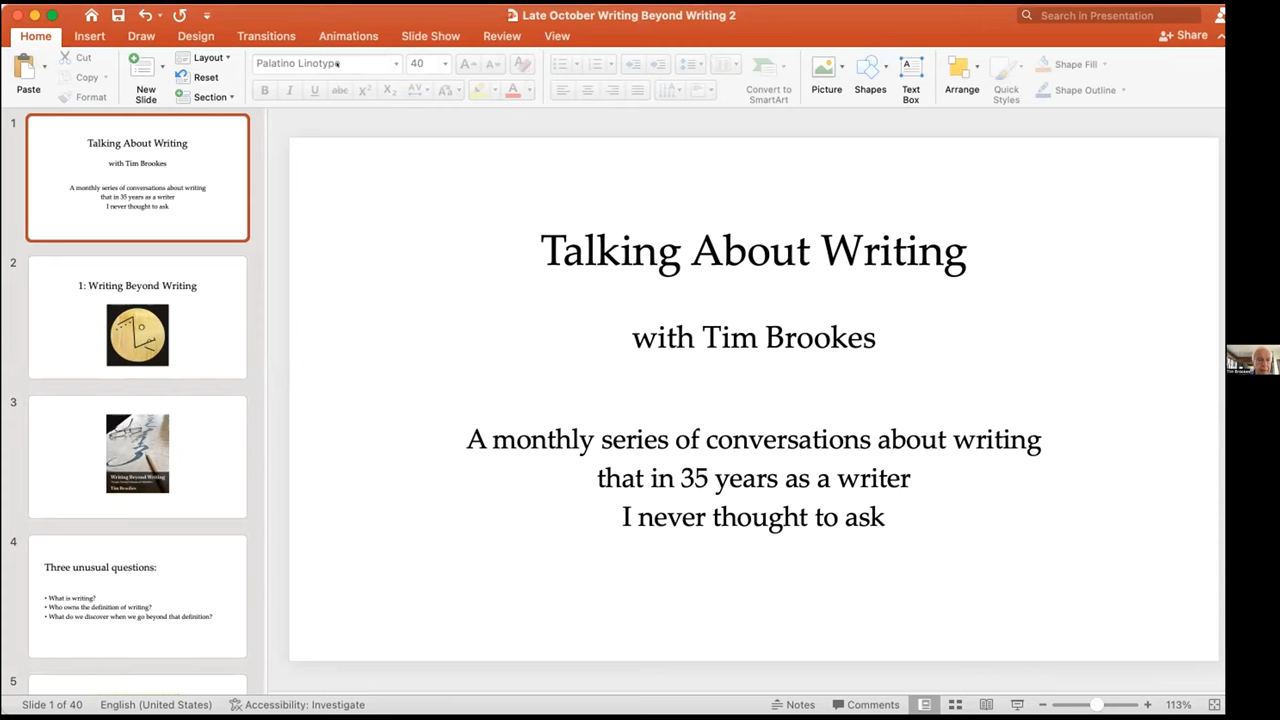 Late October Writing Beyond Writing 2
Search in Presentation
Home Insert Draw Design Transitions Animations Slide Show Review View
Share
Paste
Cut
Copy
Format
New
Slide
Layout
Reset
Section
Palatino Linotype
40
Convert to
SmartArt
Picture
Shapes
Text
Box
Arrange
Quick
Styles
Shape Fill
Shape Outline
1
Talking About Writing
with Tim Brookes
A monthly series of conversations about writing
that in 35 years as a writer
I never thought to ask
2
1: Writing Beyond Writing
3
Writing Beyond Writing
Tim Brookes
4
Three unusual questions:
• What is writing?
• Who owns the definition of writing?
• What do we discover when we go beyond that definition?
5
Talking About Writing
with Tim Brookes
A monthly series of conversations about writing
that in 35 years as a writer
I never thought to ask
Tim Brookes
Slide 1 of 40 English (United States) Accessibility: Investigate Notes Comments 113%